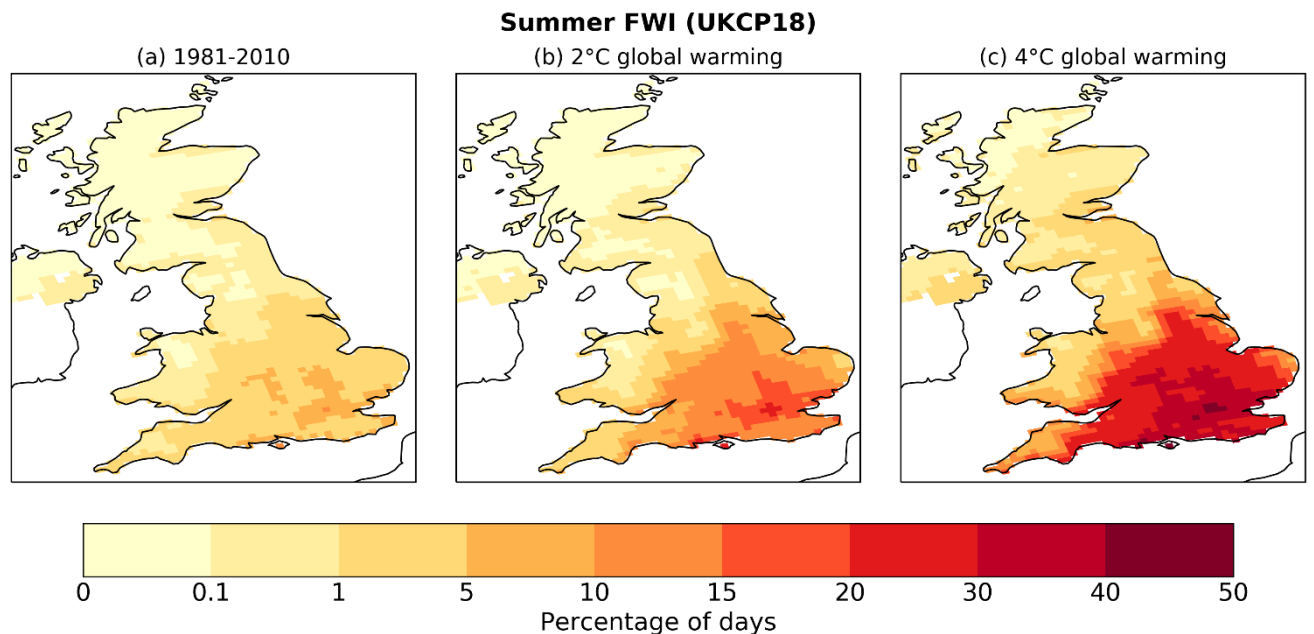 Summer FWI (UKCP18)
(a) 1981-2010
(b) 2°C global warming
(c) 4°C global warming
0 0.1 1 5 10 15 20 30 40 50
Percentage of days